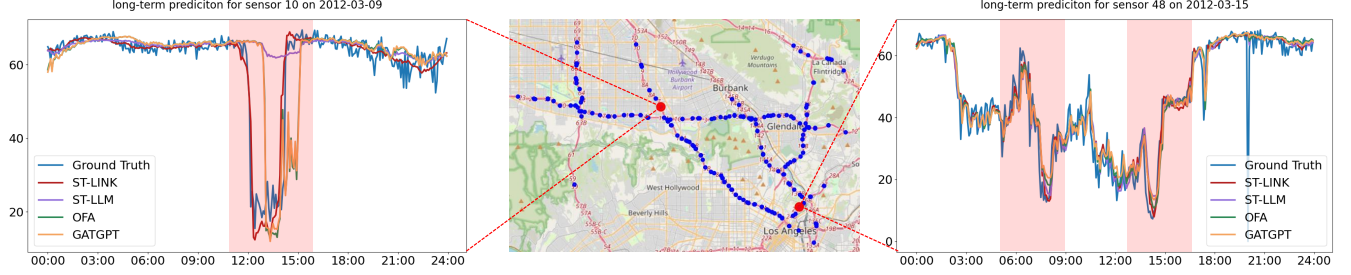 long-term prediciton for sensor 10 on 2012-03-09
60
40
20
Ground Truth
ST-LINK
ST-LLM
OFA
GATGPT
00:00 03:00 06:00 09:00 12:00 15:00 18:00 21:00 24:00
Verdugo
Mountains
La Cañada
Flintridge
Hollywood
Burbank
Airport
Burbank
Glendale
West Hollywood
Beverly Hills
Los Angeles
long-term prediciton for sensor 48 on 2012-03-15
60
40
20
0
Ground Truth
ST-LINK
ST-LLM
OFA
GATGPT
00:00 03:00 06:00 09:00 12:00 15:00 18:00 21:00 24:00